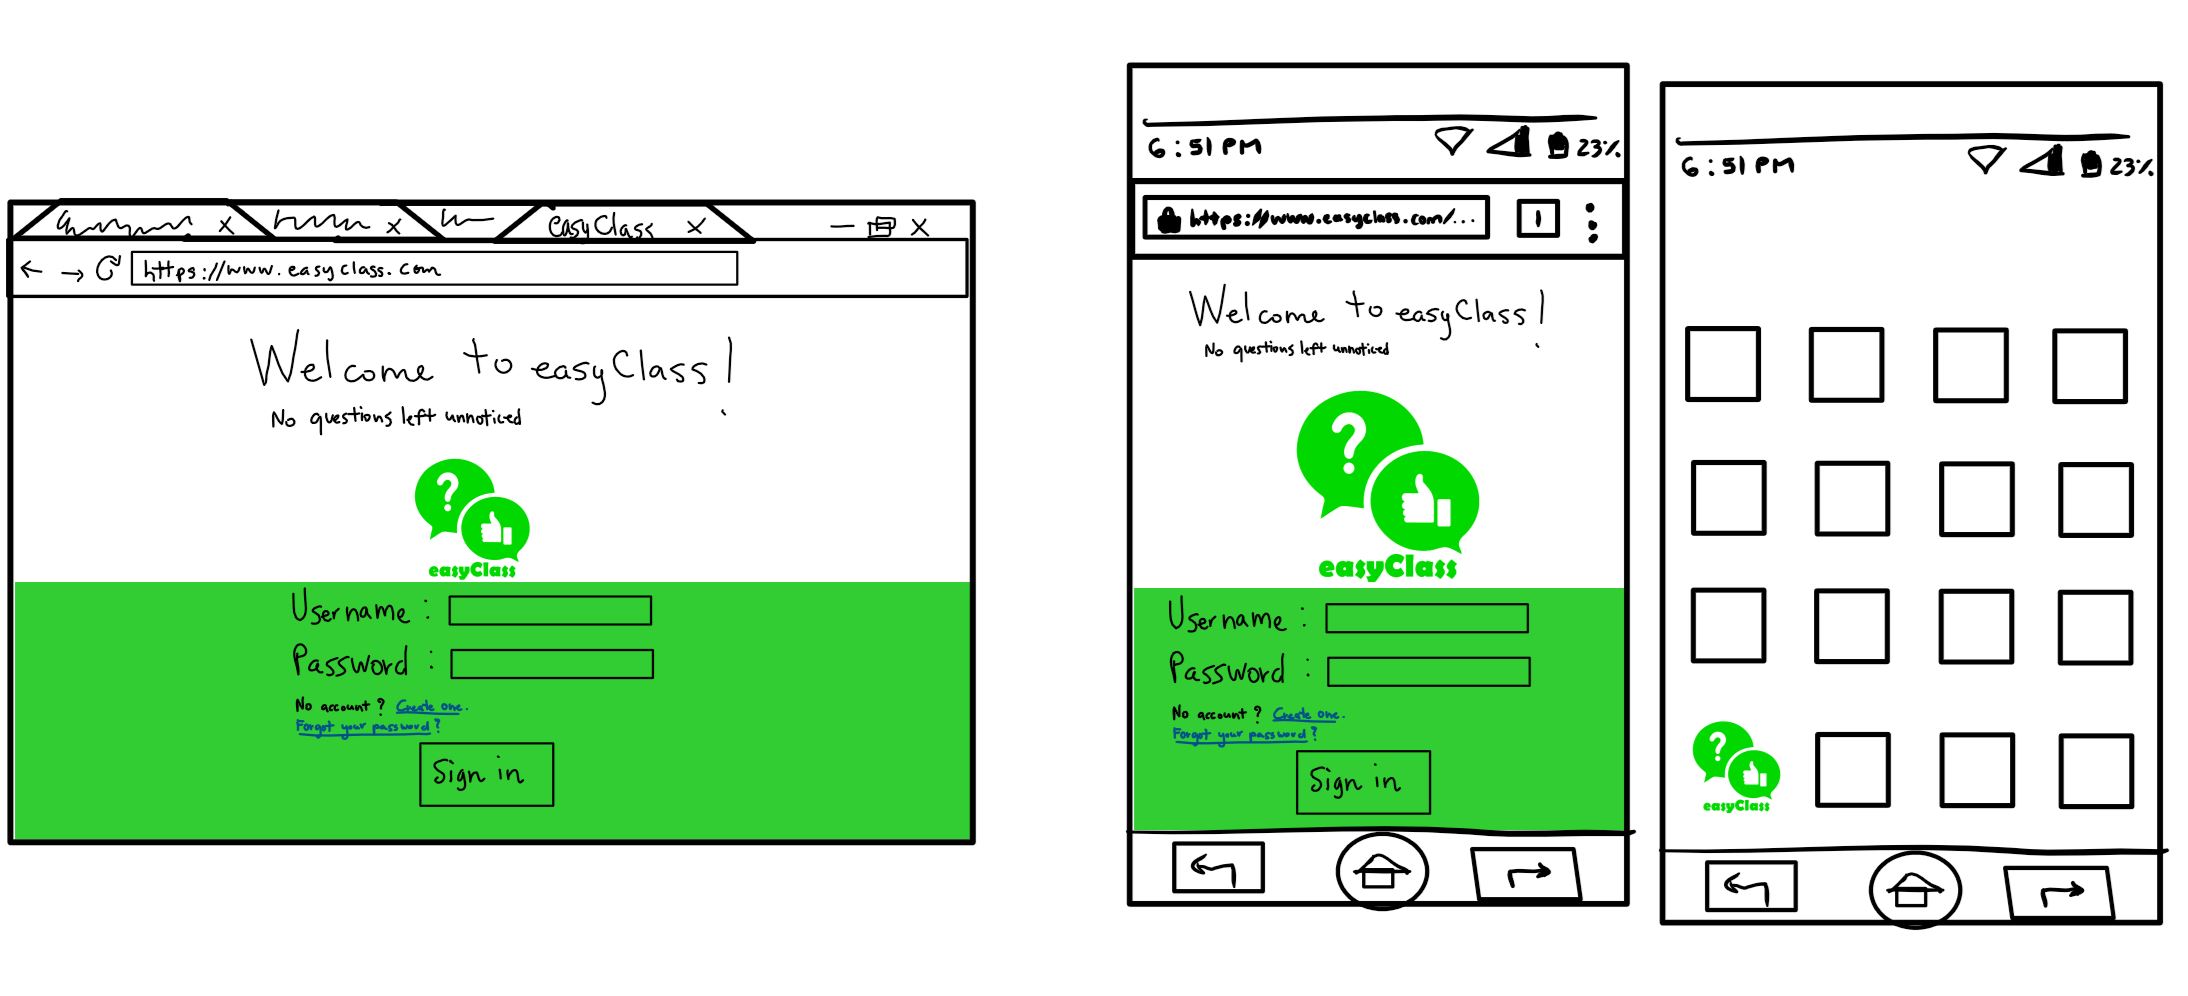 easyClass x
https://www.easyclass.com
Welcome to easyClass!
No questions left unnoticed
?
easyClass
Username :
Password :
No account? Create one.
Forgot your password?
Sign in
6:51 PM 23%
https://www.easyclass.com/... 1
Welcome to easyClass!
No questions left unnoticed
?
easyClass
Username :
Password :
No account? Create one.
Forgot your password?
Sign in
6:51 PM 23%
?
easyClass